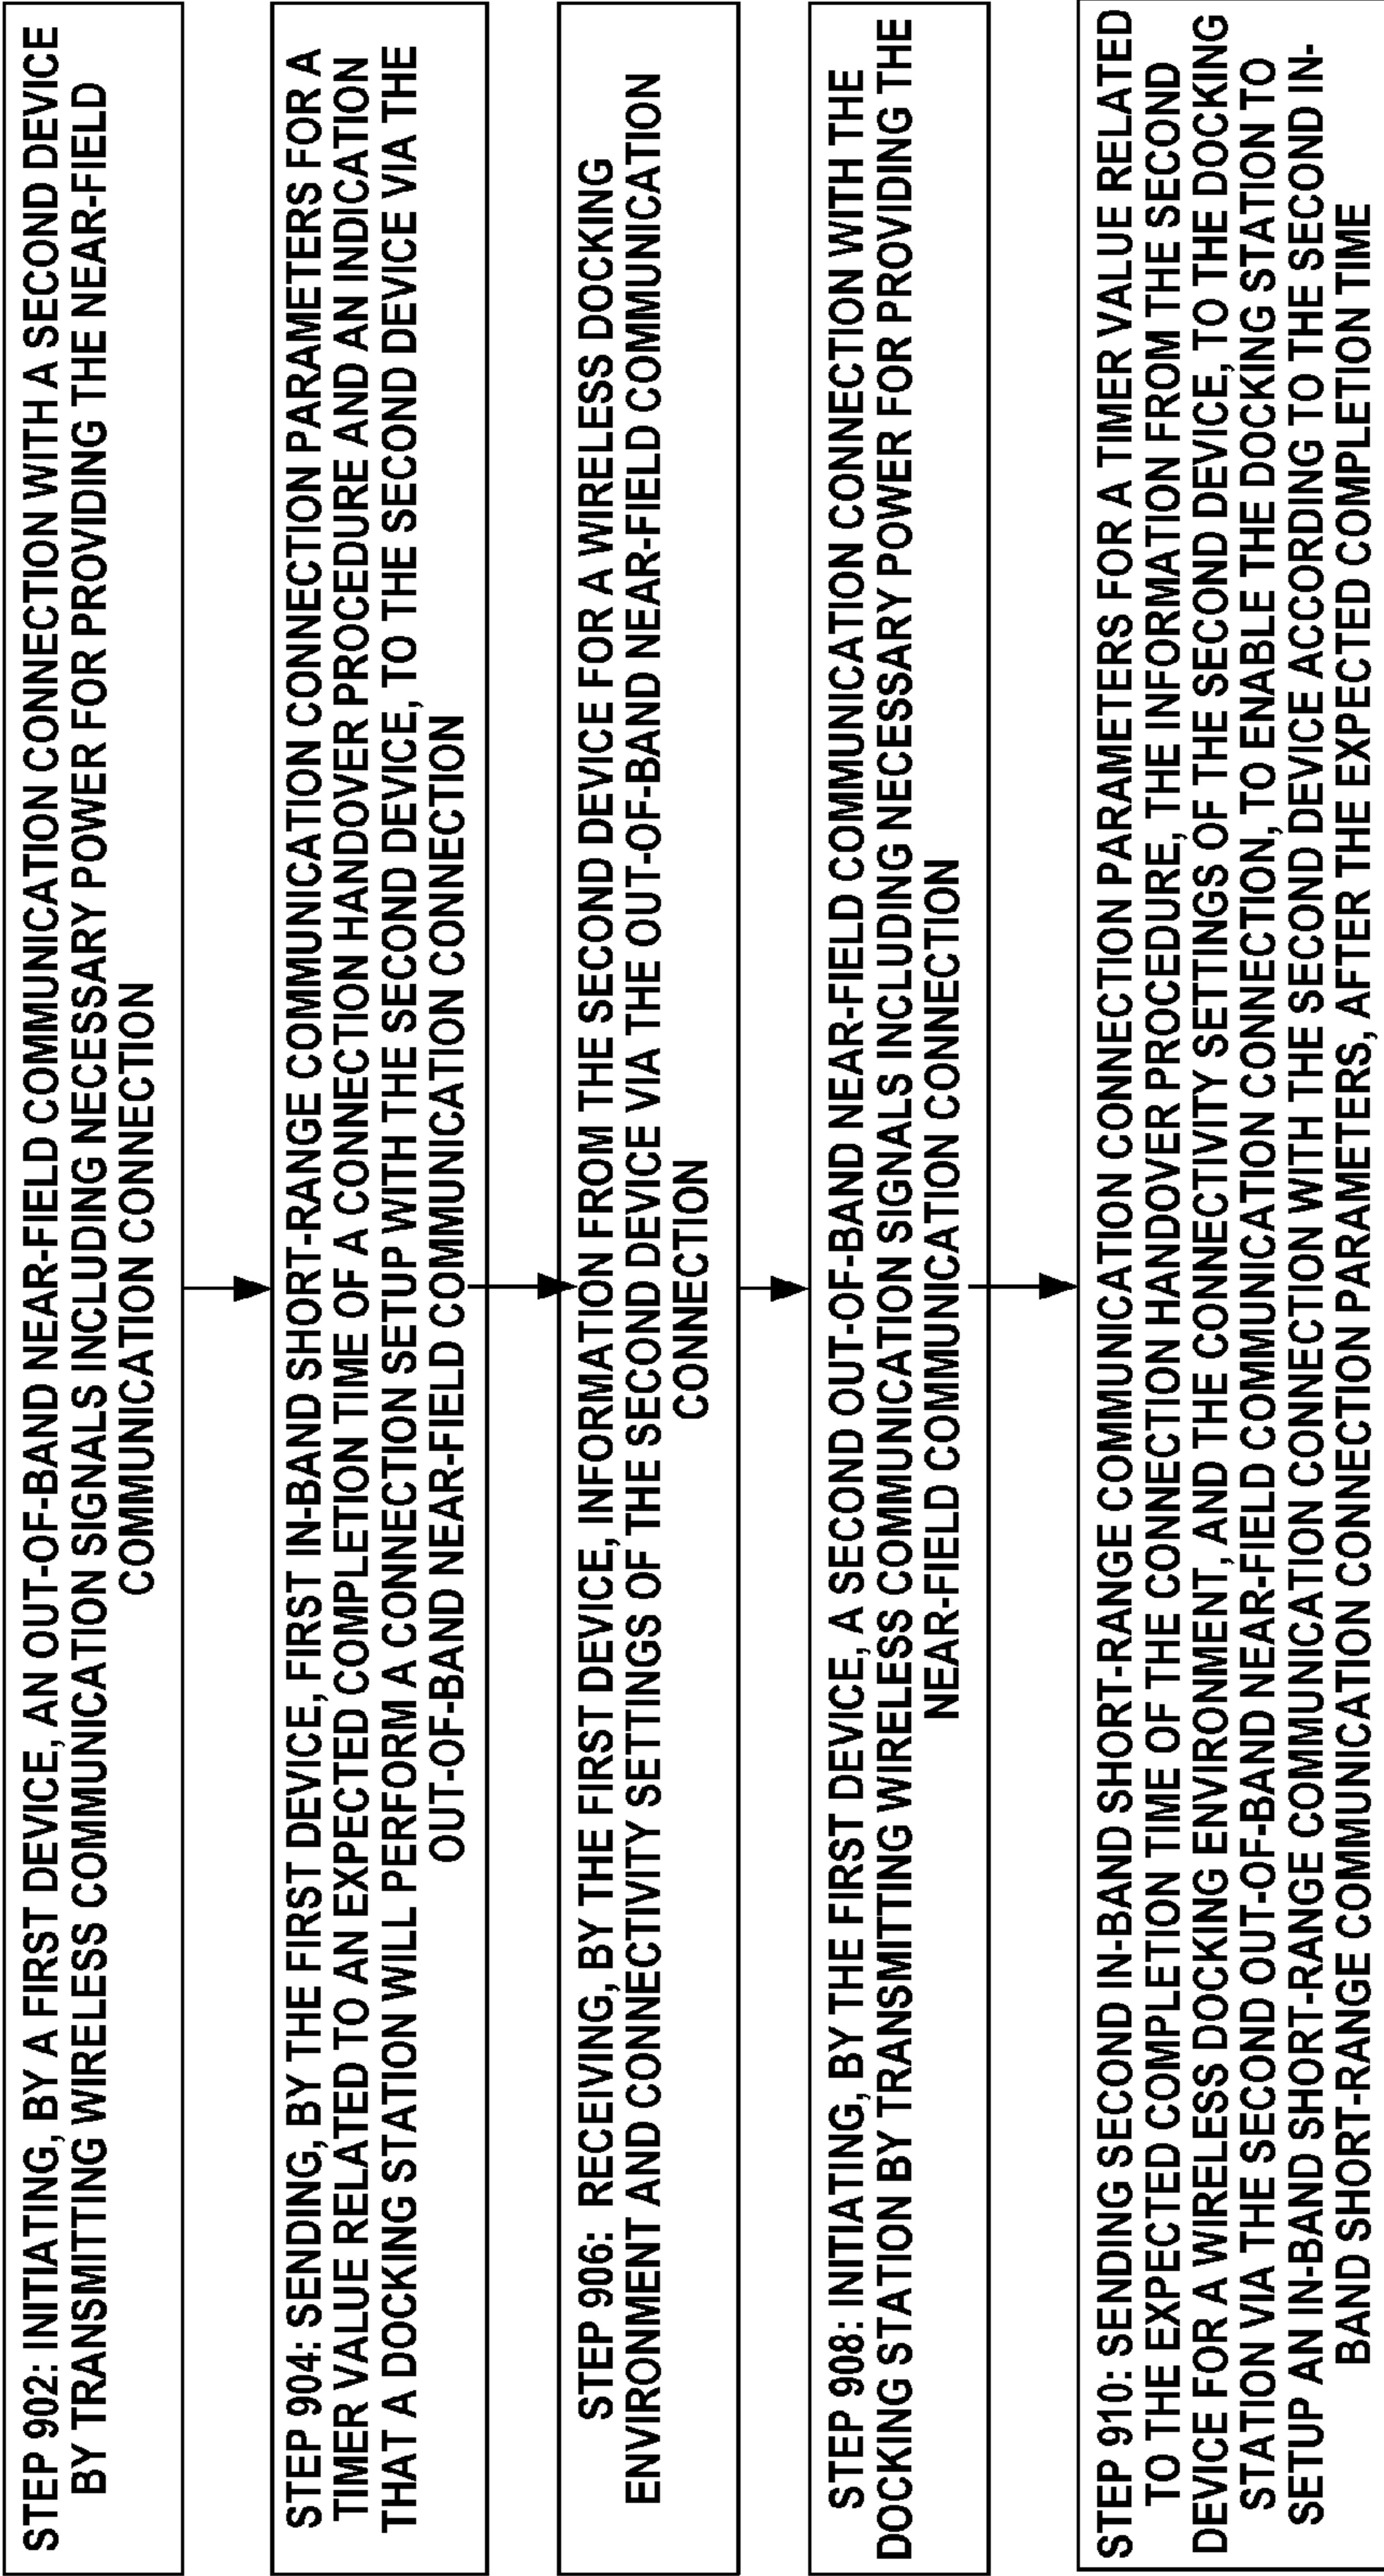 STEP 902: INITIATING, BY A FIRST DEVICE, AN OUT-OF-BAND NEAR-FIELD COMMUNICATION CONNECTION WITH A SECOND DEVICE
BY TRANSMITTING WIRELESS COMMUNICATION SIGNALS INCLUDING NECESSARY POWER FOR PROVIDING THE NEAR-FIELD
COMMUNICATION CONNECTION
STEP 904: SENDING, BY THE FIRST DEVICE, FIRST IN-BAND SHORT-RANGE COMMUNICATION CONNECTION PARAMETERS FOR A
TIMER VALUE RELATED TO AN EXPECTED COMPLETION TIME OF A CONNECTION HANDOVER PROCEDURE AND AN INDICATION
THAT A DOCKING STATION WILL PERFORM A CONNECTION SETUP WITH THE SECOND DEVICE, TO THE SECOND DEVICE VIA THE
OUT-OF-BAND NEAR-FIELD COMMUNICATION CONNECTION
STEP 906: RECEIVING, BY THE FIRST DEVICE, INFORMATION FROM THE SECOND DEVICE FOR A WIRELESS DOCKING
ENVIRONMENT AND CONNECTIVITY SETTINGS OF THE SECOND DEVICE VIA THE OUT-OF-BAND NEAR-FIELD COMMUNICATION
CONNECTION
STEP 908: INITIATING, BY THE FIRST DEVICE, A SECOND OUT-OF-BAND NEAR-FIELD COMMUNICATION CONNECTION WITH THE
DOCKING STATION BY TRANSMITTING WIRELESS COMMUNICATION SIGNALS INCLUDING NECESSARY POWER FOR PROVIDING THE
NEAR-FIELD COMMUNICATION CONNECTION
STEP 910: SENDING SECOND IN-BAND SHORT-RANGE COMMUNICATION CONNECTION PARAMETERS FOR A TIMER VALUE RELATED
TO THE EXPECTED COMPLETION TIME OF THE CONNECTION HANDOVER PROCEDURE, THE INFORMATION FROM THE SECOND
DEVICE FOR A WIRELESS DOCKING ENVIRONMENT, AND THE CONNECTIVITY SETTINGS OF THE SECOND DEVICE, TO THE DOCKING
STATION VIA THE SECOND OUT-OF-BAND NEAR-FIELD COMMUNICATION CONNECTION, TO ENABLE THE DOCKING STATION TO
SETUP AN IN-BAND SHORT-RANGE COMMUNICATION CONNECTION WITH THE SECOND DEVICE ACCORDING TO THE SECOND IN-
BAND SHORT-RANGE COMMUNICATION CONNECTION PARAMETERS, AFTER THE EXPECTED COMPLETION TIME